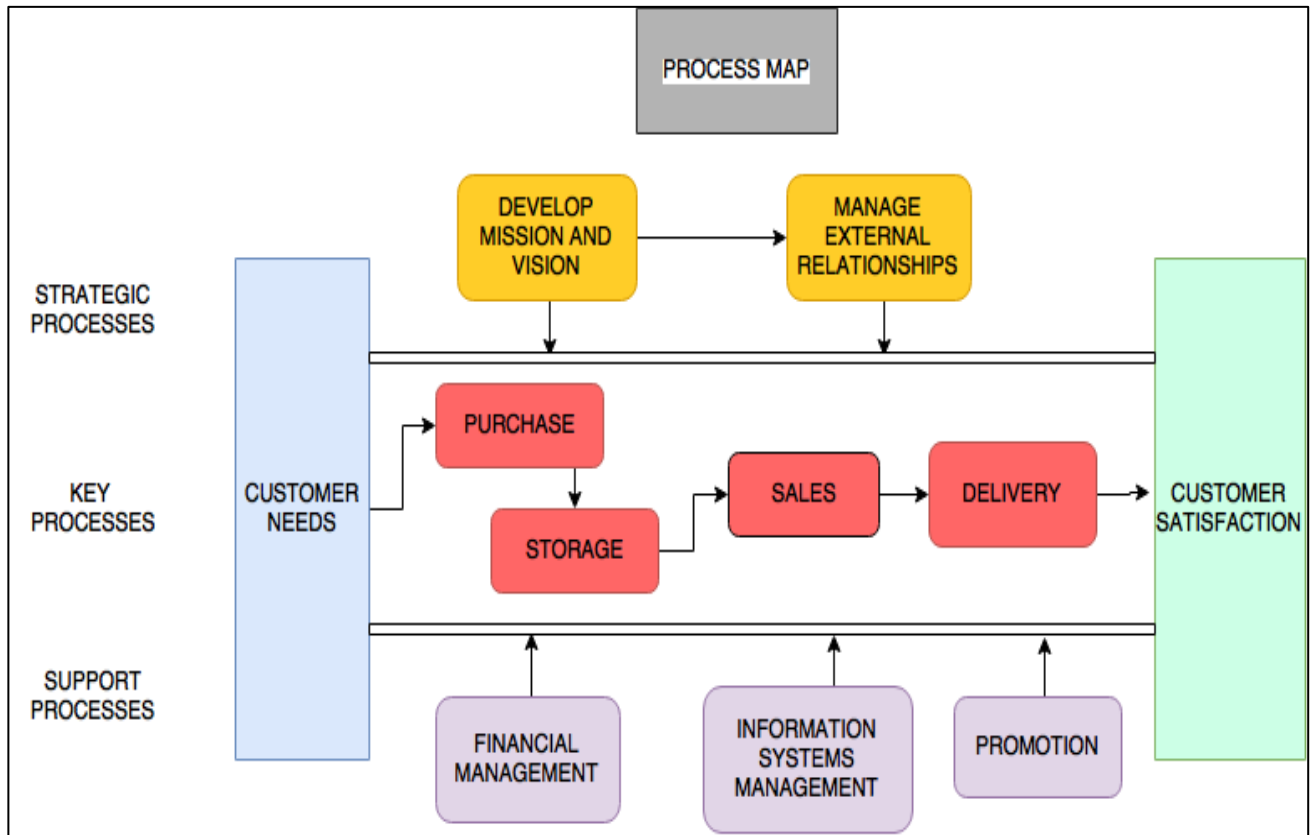 PROCESS MAP
DEVELOP
MISSION AND
VISION
MANAGE
EXTERNAL
RELATIONSHIPS
STRATEGIC
PROCESSES
PURCHASE
KEY
PROCESSES
CUSTOMER
NEEDS
STORAGE
SALES
DELIVERY
CUSTOMER
SATISFACTION
SUPPORT
PROCESSES
FINANCIAL
MANAGEMENT
INFORMATION
SYSTEMS
MANAGEMENT
PROMOTION